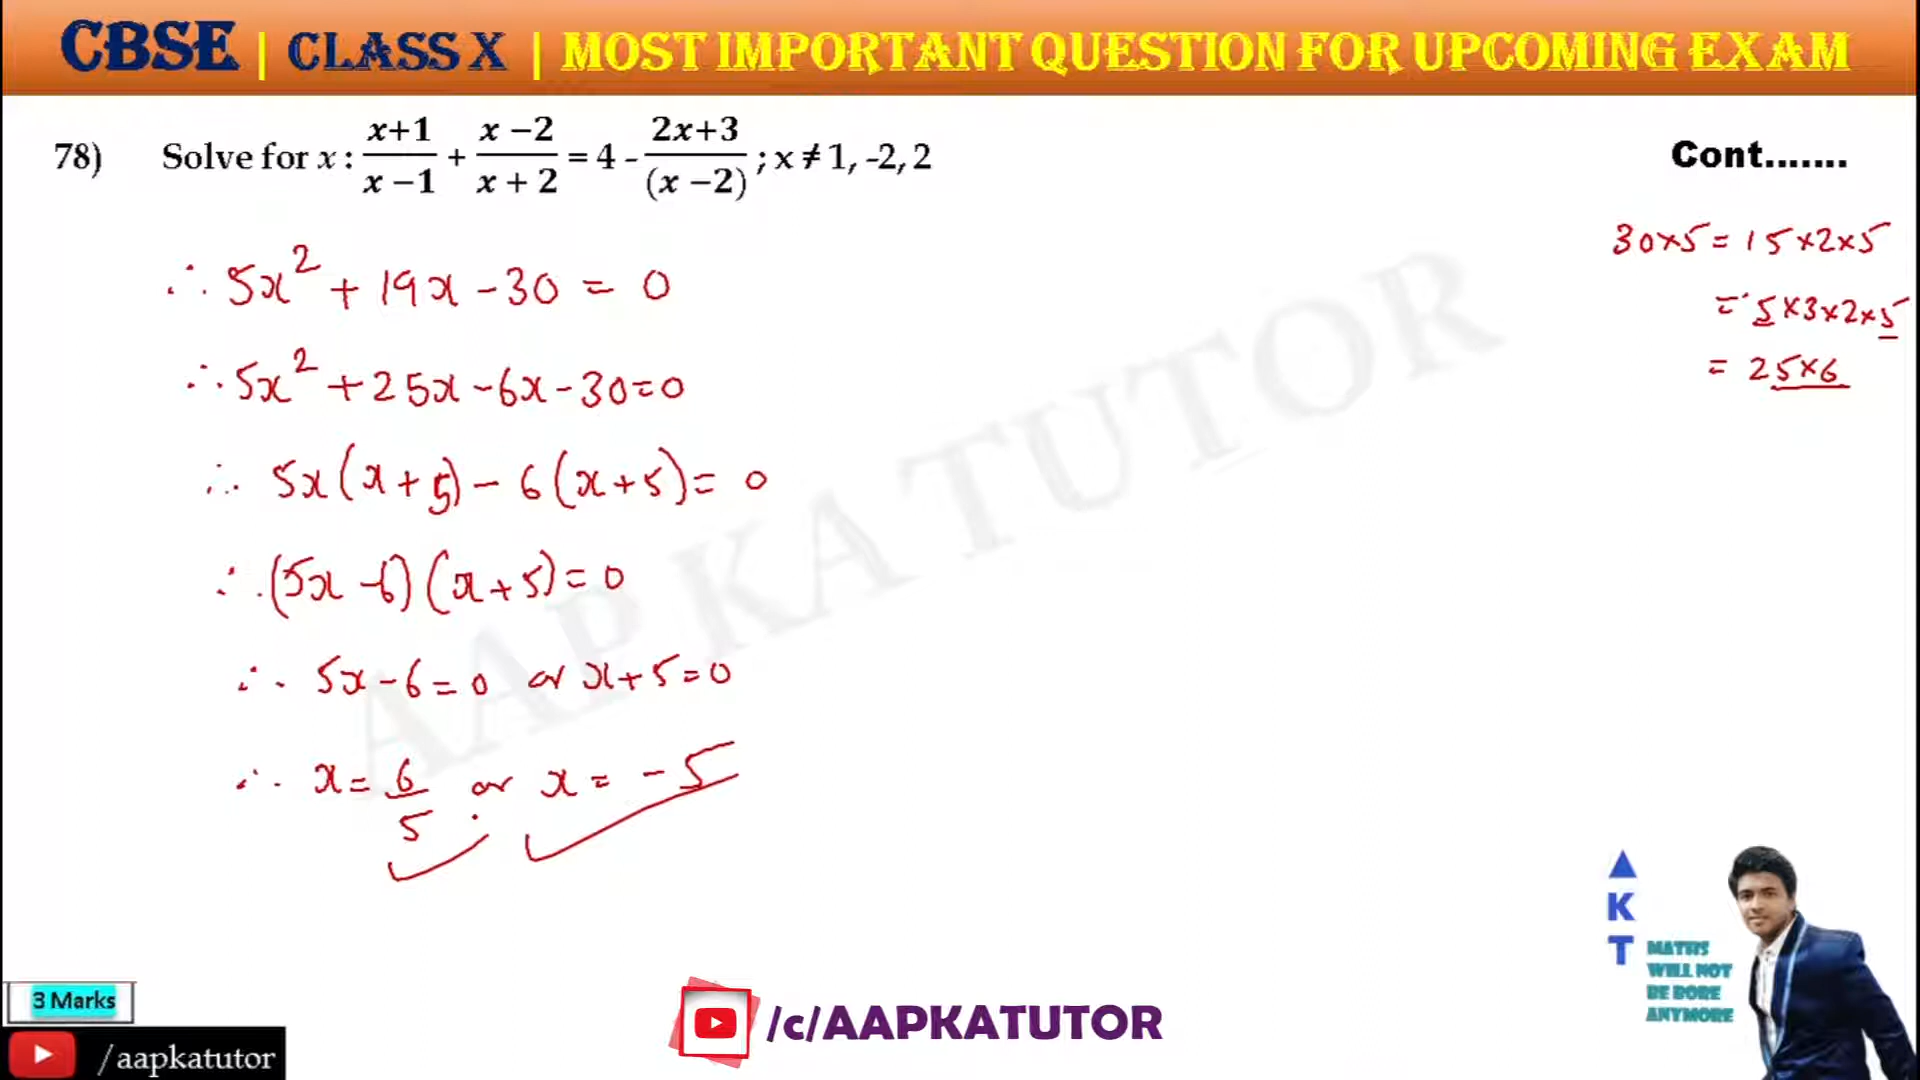 CBSE | CLASS X | MOST IMPORTANT QUESTION FOR UPCOMING EXAM
78) Solve for x : x+1/x−1 + x−2/x+2 = 4 - 2x+3/(x−2) ; x ≠ 1, -2, 2
Cont.......
∴ 5x² + 19x − 30 = 0
∴ 5x² + 25x − 6x − 30 = 0
∴ 5x(x + 5) − 6(x + 5) = 0
∴ (5x − 6)(x + 5) = 0
∴ 5x − 6 = 0 or x + 5 = 0
∴ x = 6/5 or x = −5
30×5 = 15×2×5
= 5×3×2×5
= 25×6
AAPKATUTOR
AKT
MATHS
WILL NOT
BE BORE
ANYMORE
3 Marks
/aapkatutor
/c/AAPKATUTOR